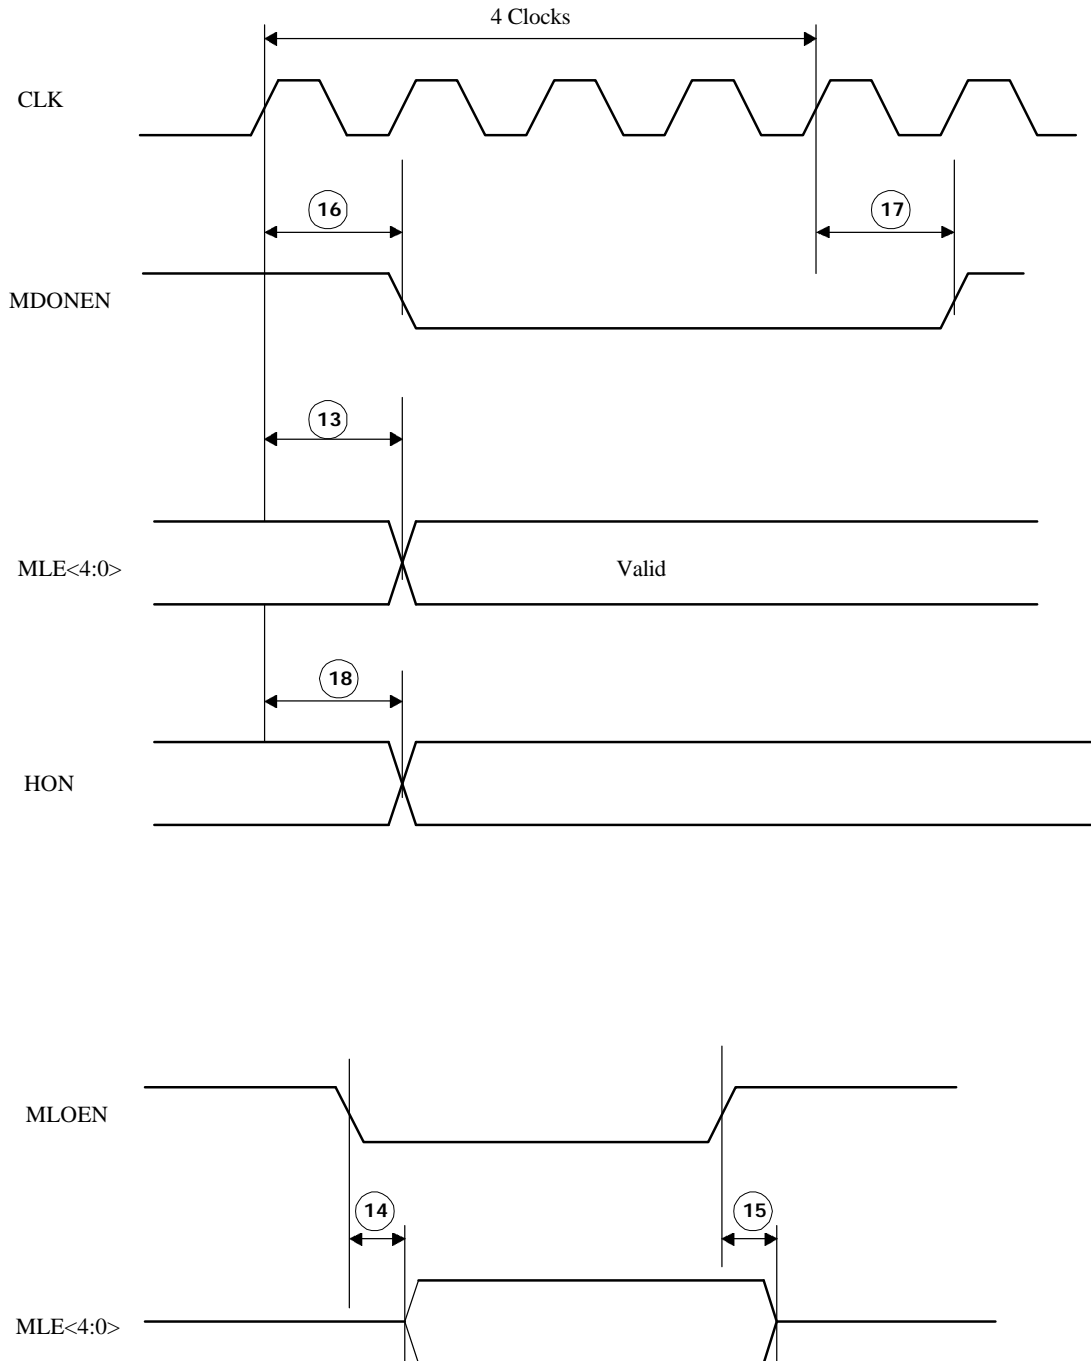 4 Clocks
CLK
16
17
MDONEN
13
MLE<4:0>
Valid
18
HON
MLOEN
14
15
MLE<4:0>